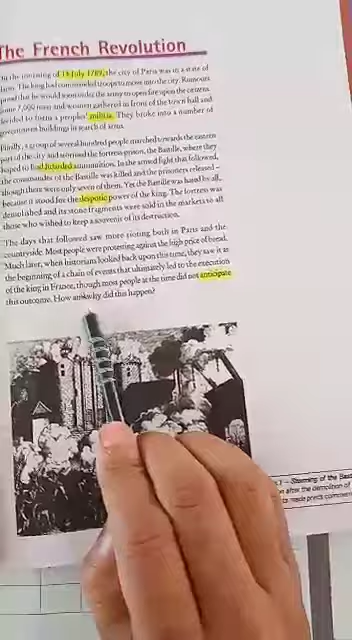 The French Revolution
the morning of 14 July 1789, the city of Paris was in a state of
The king had commanded troops to move into the city. Rumours
that he would soon order the army to open fire upon the citizens.
7,000 men and women gathered in front of the town hall and
decided to form a peoples' militia. They broke into a number of
government buildings in search of arms.
Finally, a group of several hundred people marched towards the eastern
part of the city and stormed the fortress-prison, the Bastille, where they
hoped to find hoarded ammunition. In the armed fight that followed,
the commander of the Bastille was killed and the prisoners released –
though there were only seven of them. Yet the Bastille was hated by all,
because it stood for the despotic power of the king. The fortress was
demolished and its stone fragments were sold in the markets to all
those who wished to keep a souvenir of its destruction.
The days that followed saw more rioting both in Paris and the
countryside. Most people were protesting against the high price of bread.
Much later, when historians looked back upon this time, they saw it as
the beginning of a chain of events that ultimately led to the execution
of the king in France, though most people at the time did not anticipate
this outcome. How and why did this happen?
– Storming of the Bast
after the demolition of
made prints commem